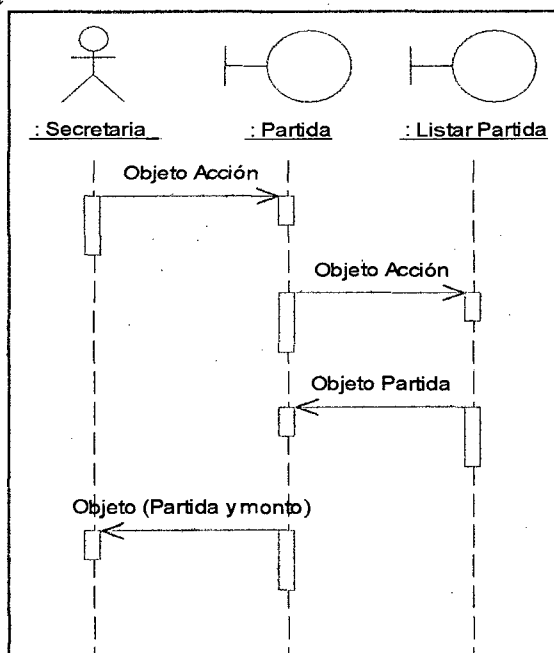 : Secretaria
: Partida
: Listar Partida
Objeto Acción
Objeto Acción
Objeto Partida
Objeto (Partida y monto)